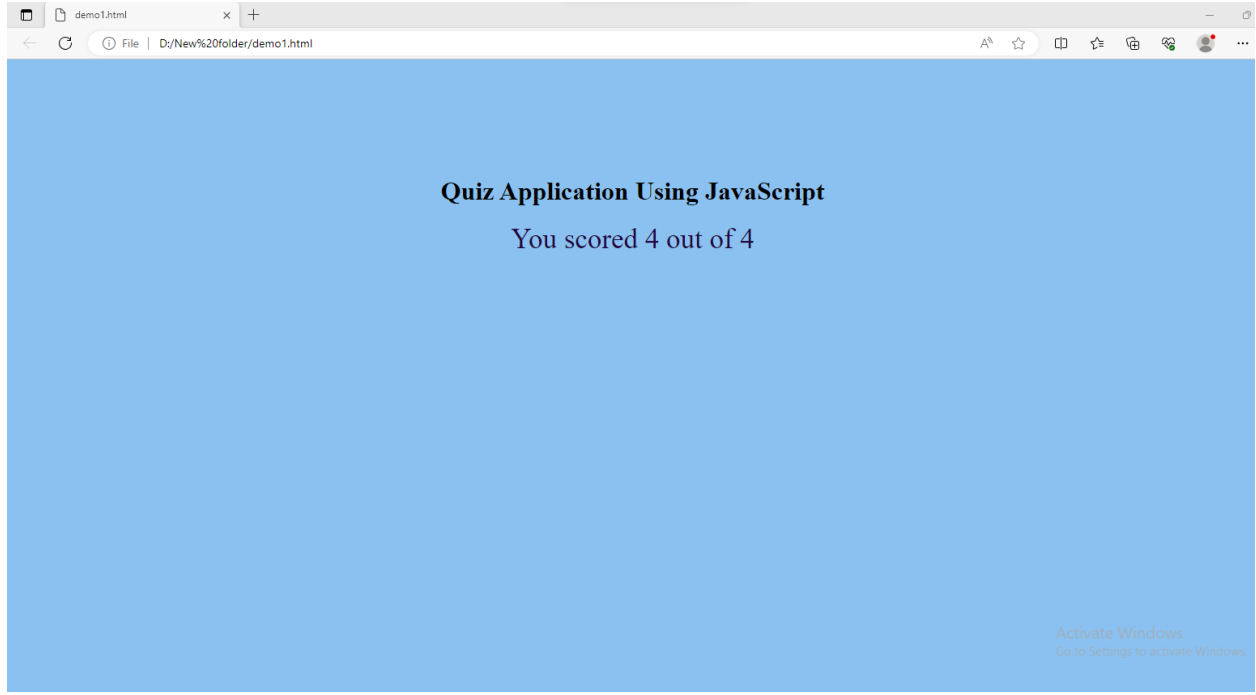 demo1.html
File | D:/New%20folder/demo1.html
Quiz Application Using JavaScript
You scored 4 out of 4
Activate Windows
Go to Settings to activate Windows.